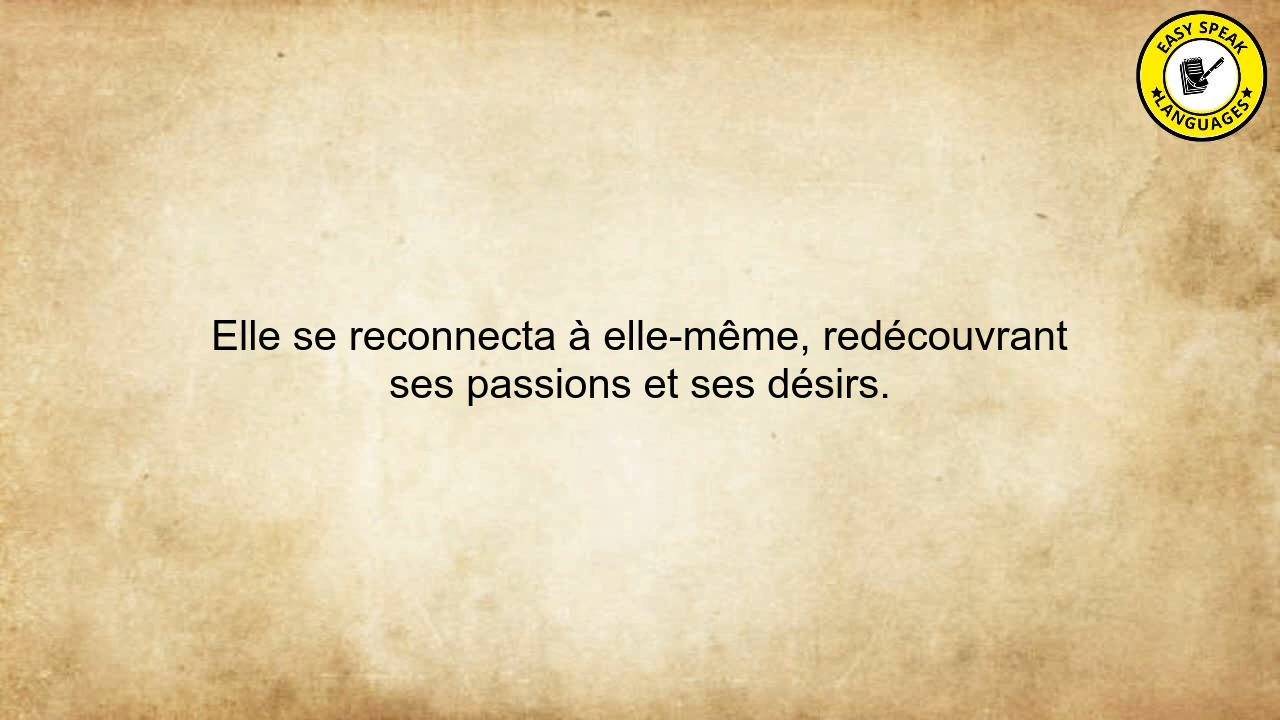 EASY SPEAK
LANGUAGES
Elle se reconnecta à elle-même, redécouvrant
ses passions et ses désirs.